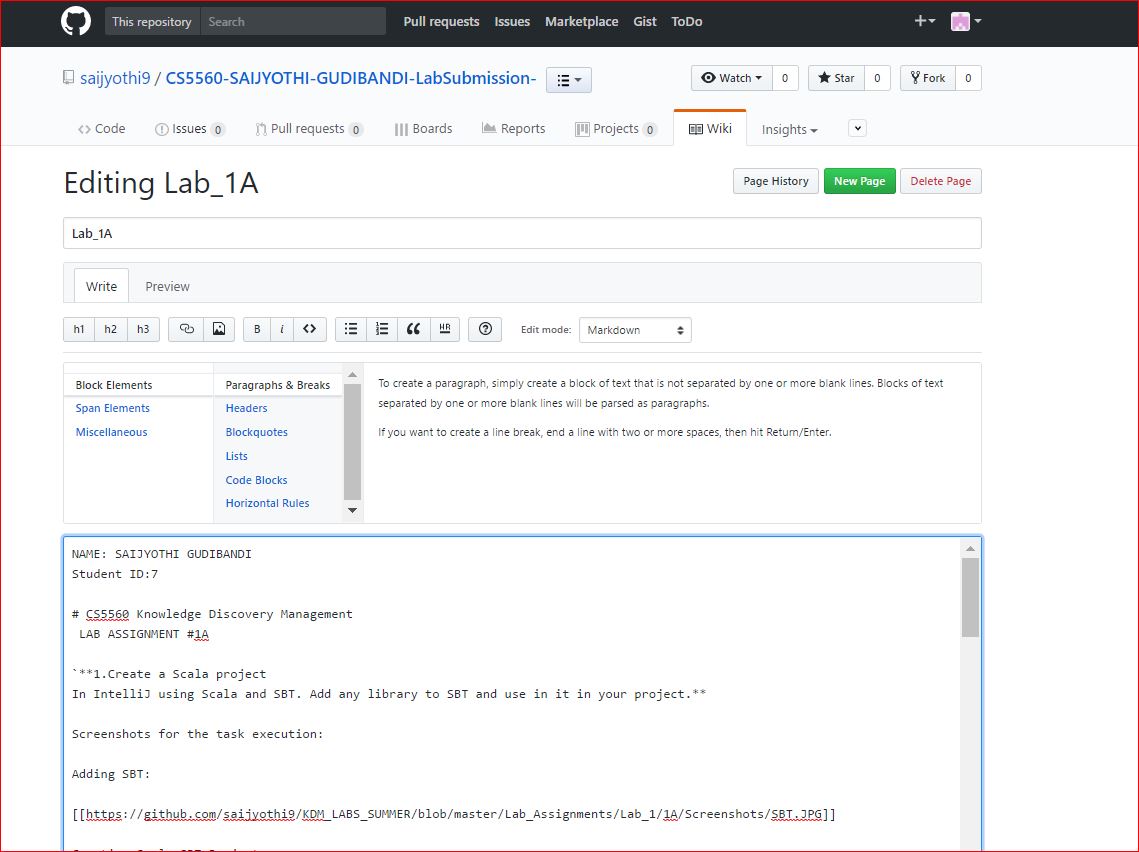 This repository Search Pull requests Issues Marketplace Gist ToDo
saijyothi9 / CS5560-SAIJYOTHI-GUDIBANDI-LabSubmission- Watch 0 Star 0 Fork 0
Code Issues 0 Pull requests 0 Boards Reports Projects 0 Wiki Insights
Editing Lab_1A Page History New Page Delete Page
Lab_1A
Write Preview
h1 h2 h3 B i <> “ HR Edit mode: Markdown
Block Elements
Span Elements
Miscellaneous
Paragraphs & Breaks
Headers
Blockquotes
Lists
Code Blocks
Horizontal Rules
To create a paragraph, simply create a block of text that is not separated by one or more blank lines. Blocks of text
separated by one or more blank lines will be parsed as paragraphs.
If you want to create a line break, end a line with two or more spaces, then hit Return/Enter.
NAME: SAIJYOTHI GUDIBANDI
Student ID:7
# CS5560 Knowledge Discovery Management
LAB ASSIGNMENT #1A
`**1.Create a Scala project
In IntelliJ using Scala and SBT. Add any library to SBT and use in it in your project.**
Screenshots for the task execution:
Adding SBT:
[[https://github.com/saijyothi9/KDM_LABS_SUMMER/blob/master/Lab_Assignments/Lab_1/1A/Screenshots/SBT.JPG]]